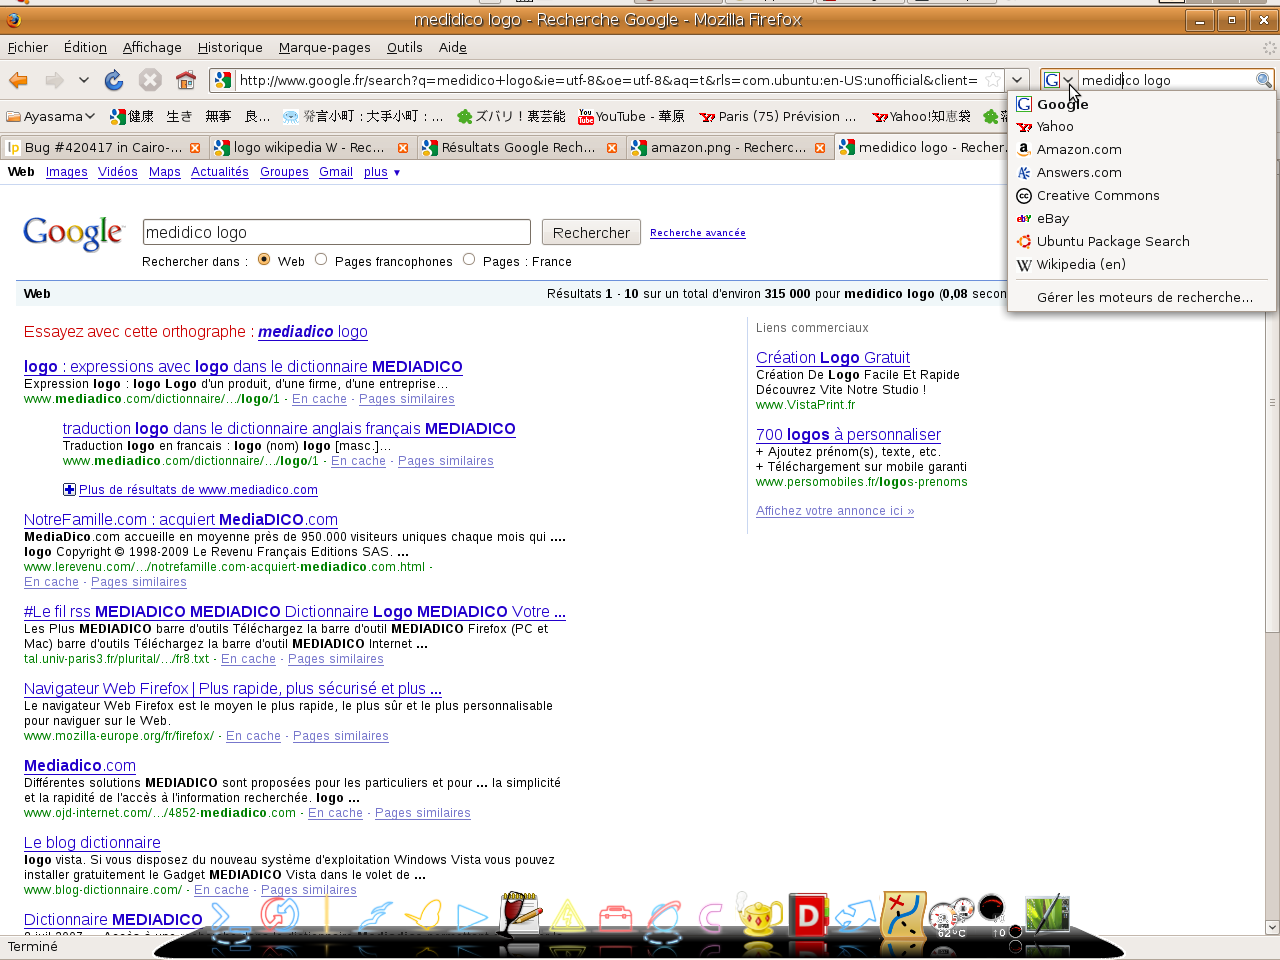 medidico logo - Recherche Google - Mozilla Firefox
Fichier Édition Affichage Historique Marque-pages Outils Aide
http://www.google.fr/search?q=medidico+logo&ie=utf-8&oe=utf-8&aq=t&rls=com.ubuntu:en-US:unofficial&client= medidico logo
Ayasama 健康 生き 無事 良... 発言小町 : 大手小町 : ... ズバリ! 裏芸能 YouTube - 華原 Paris (75) Prévision ... Yahoo!知恵袋
Bug #420417 in Cairo-... logo wikipedia W - Rec... Résultats Google Rech... amazon.png - Recherc... medidico logo - Recher
Google
Yahoo
Amazon.com
Answers.com
Creative Commons
eBay
Ubuntu Package Search
Wikipedia (en)
Gérer les moteurs de recherche...
Web Images Vidéos Maps Actualités Groupes Gmail plus ▼
Google medidico logo Rechercher Recherche avancée
Rechercher dans : Web Pages francophones Pages : France
Web Résultats 1 - 10 sur un total d'environ 315 000 pour medidico logo (0,08 secon
Essayez avec cette orthographe : mediadico logo
logo : expressions avec logo dans le dictionnaire MEDIADICO
Expression logo : logo Logo d'un produit, d'une firme, d'une entreprise...
www.mediadico.com/dictionnaire/.../logo/1 - En cache - Pages similaires
traduction logo dans le dictionnaire anglais français MEDIADICO
Traduction logo en francais : logo (nom) logo [masc.]...
www.mediadico.com/dictionnaire/.../logo/1 - En cache - Pages similaires
Plus de résultats de www.mediadico.com
NotreFamille.com : acquiert MediaDICO.com
MediaDico.com accueille en moyenne près de 950.000 visiteurs uniques chaque mois qui ....
logo Copyright © 1998-2009 Le Revenu Français Editions SAS. ...
www.lerevenu.com/.../notrefamille.com-acquiert-mediadico.com.html -
En cache - Pages similaires
#Le fil rss MEDIADICO MEDIADICO Dictionnaire Logo MEDIADICO Votre ...
Les Plus MEDIADICO barre d'outils Téléchargez la barre d'outil MEDIADICO Firefox (PC et
Mac) barre d'outils Téléchargez la barre d'outil MEDIADICO Internet ...
tal.univ-paris3.fr/plurital/.../fr8.txt - En cache - Pages similaires
Navigateur Web Firefox | Plus rapide, plus sécurisé et plus ...
Le navigateur Web Firefox est le moyen le plus rapide, le plus sûr et le plus personnalisable
pour naviguer sur le Web.
www.mozilla-europe.org/fr/firefox/ - En cache - Pages similaires
Mediadico.com
Différentes solutions MEDIADICO sont proposées pour les particuliers et pour ... la simplicité
et la rapidité de l'accès à l'information recherchée. logo ...
www.ojd-internet.com/.../4852-mediadico.com - En cache - Pages similaires
Le blog dictionnaire
logo vista. Si vous disposez du nouveau système d'exploitation Windows Vista vous pouvez
installer gratuitement le Gadget MEDIADICO Vista dans le volet de ...
www.blog-dictionnaire.com/ - En cache - Pages similaires
Dictionnaire MEDIADICO
Liens commerciaux
Création Logo Gratuit
Création De Logo Facile Et Rapide
Découvrez Vite Notre Studio !
www.VistaPrint.fr
700 logos à personnaliser
+ Ajoutez prénom(s), texte, etc.
+ Téléchargement sur mobile garanti
www.persomobiles.fr/logos-prenoms
Affichez votre annonce ici »
D
62°C ↑0
Terminé